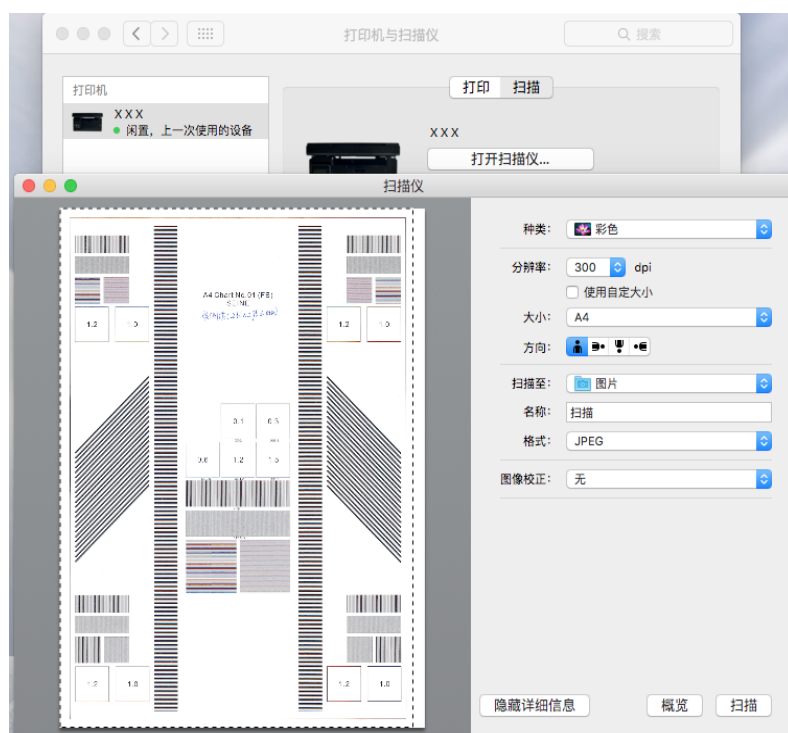 打印机与扫描仪
搜索
打印机
打印 扫描
XXX
闲置，上一次使用的设备
XXX
打开扫描仪...
扫描仪
A4 Chart No.01 (FB)
1.2 1.0
1.2 1.0
0.1 0.5
0.6 1.2 1.5
1.2 1.0
1.2 1.0
种类： 彩色
分辨率： 300 dpi
使用自定大小
大小： A4
方向：
扫描至： 图片
名称： 扫描
格式： JPEG
图像校正： 无
隐藏详细信息 概览 扫描